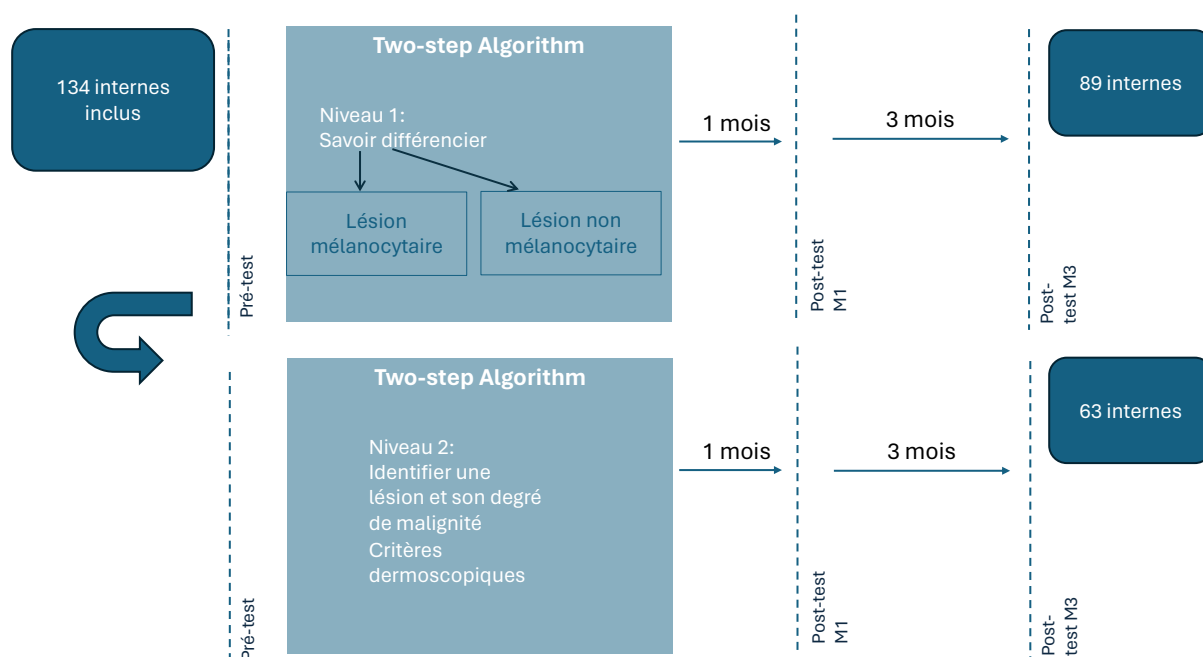 134 internes
inclus
Pré-test
Two-step Algorithm
Niveau 1:
Savoir différencier
Lésion
mélanocytaire
Lésion non
mélanocytaire
1 mois
Post-test
M1
3 mois
Post-
test M3
89 internes
Pré-test
Two-step Algorithm
Niveau 2:
Identifier une
lésion et son degré
de malignité
Critères
dermoscopiques
1 mois
Post-test
M1
3 mois
Post-
test M3
63 internes